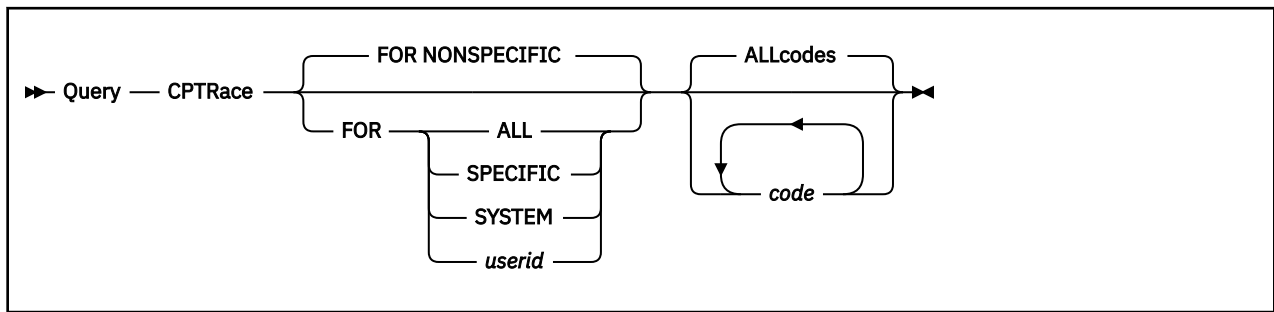 FOR NONSPECIFIC
ALLcodes
Query
CPTRace
FOR
ALL
SPECIFIC
SYSTEM
userid
code